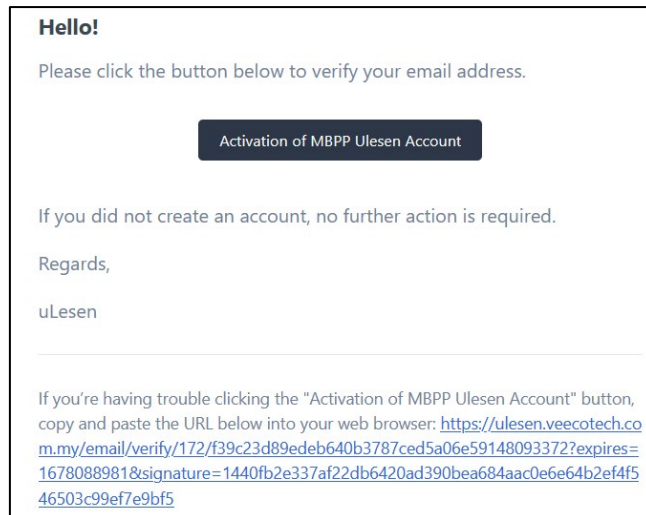 Hello!
Please click the button below to verify your email address.
Activation of MBPP Ulesen Account
If you did not create an account, no further action is required.
Regards,
uLesen
If you're having trouble clicking the "Activation of MBPP Ulesen Account" button,
copy and paste the URL below into your web browser: https://ulesen.veecotech.co
m.my/email/verify/172/f39c23d89edeb640b3787ced5a06e59148093372?expires=
1678088981&signature=1440fb2e337af22db6420ad390bea684aac0e6e64b2ef4f5
46503c99ef7e9bf5